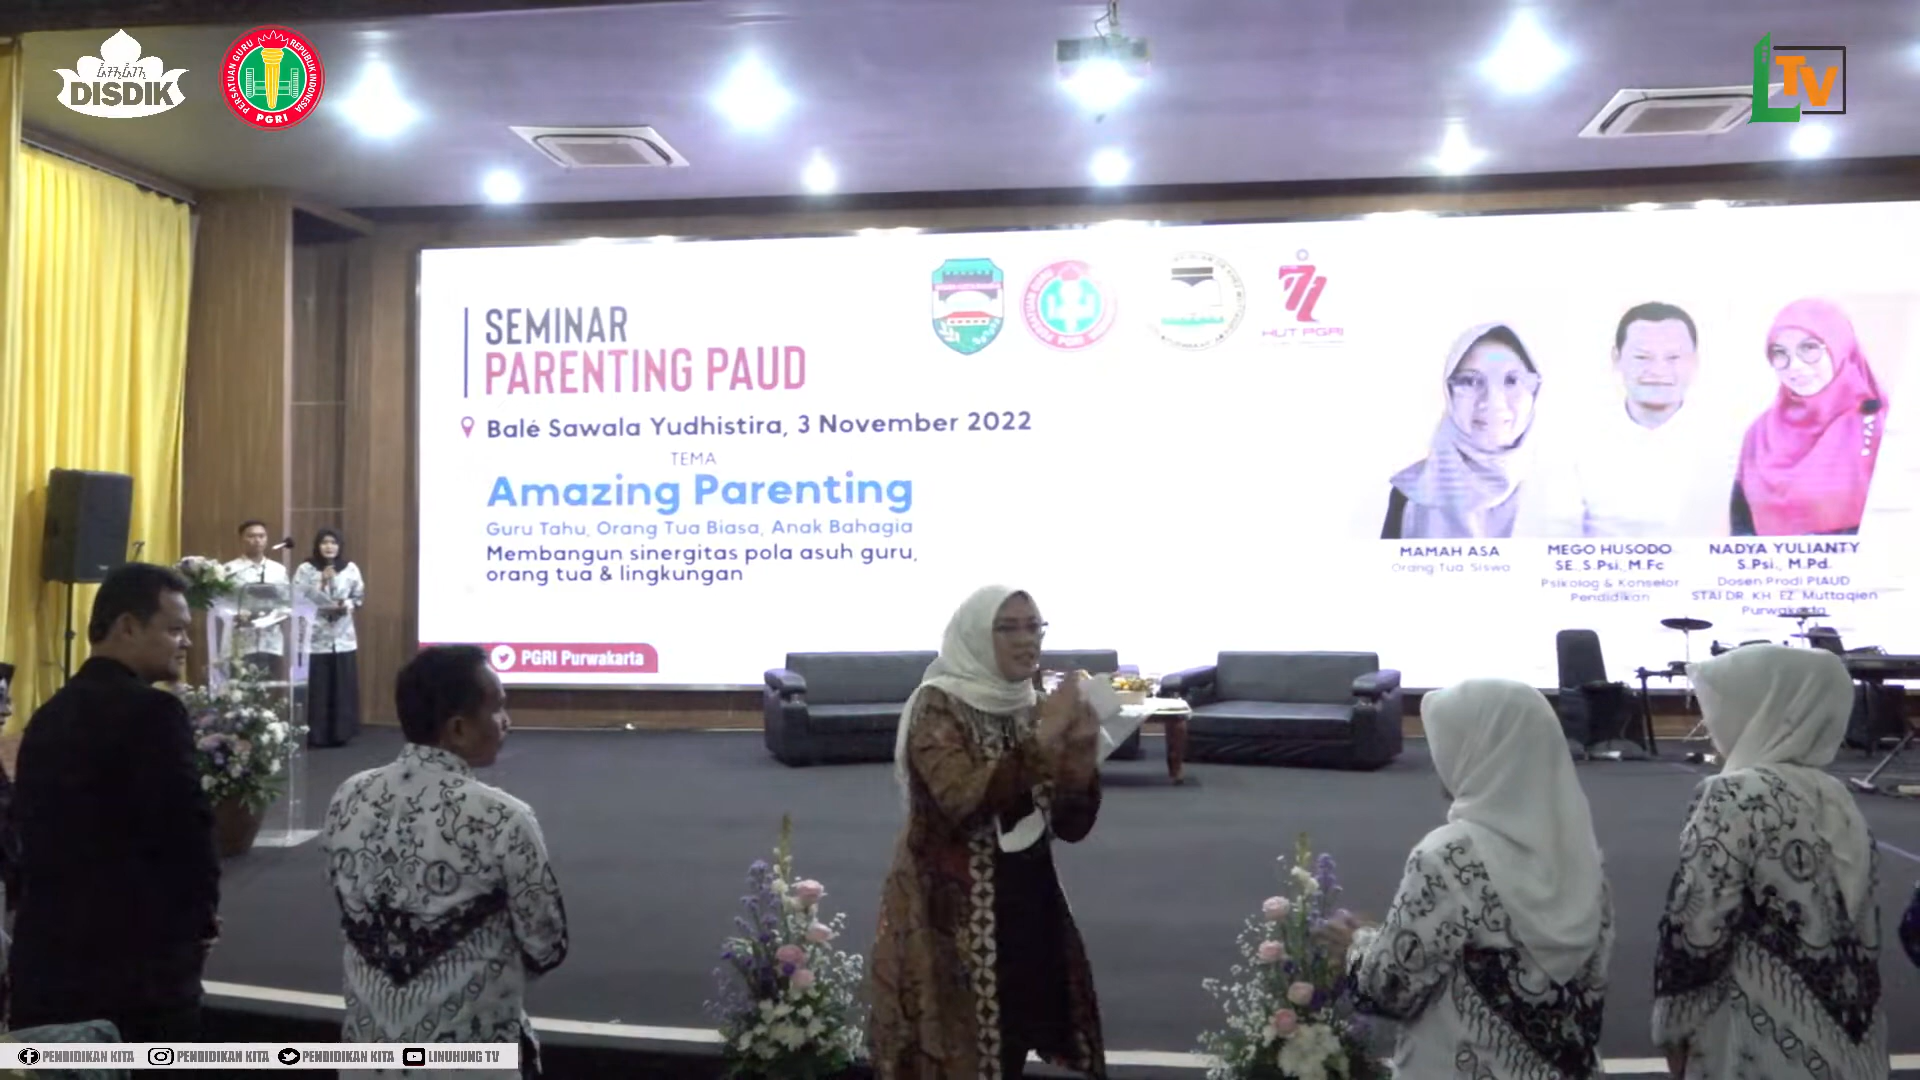 DISDIK
PERSATUAN GURU REPUBLIK INDONESIA
PGRI
LTV
SEMINAR
PARENTING PAUD
Balé Sawala Yudhistira, 3 November 2022
TEMA
Amazing Parenting
Guru Tahu, Orang Tua Biasa, Anak Bahagia
Membangun sinergitas pola asuh guru,
orang tua & lingkungan
PGRI Purwakarta
PGRI
HUT PGRI
MAMAH ASA
Orang Tua Siswa
MEGO HUSODO
SE., S.Psi., M.Fc
Psikolog & Konselor
Pendidikan
NADYA YULIANTY
S.Psi., M.Pd.
Dosen Prodi PIAUD
STAI DR. KH. EZ. Muttaqien
Purwakarta
PENDIDIKAN KITA PENDIDIKAN KITA PENDIDIKAN KITA LINUHUNG TV